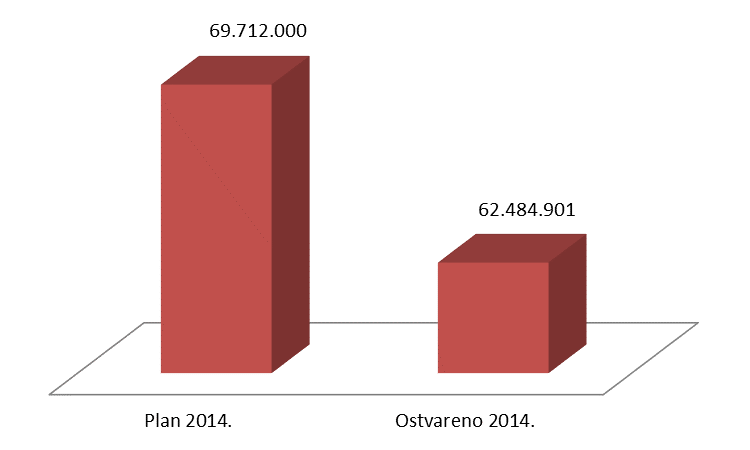 69.712.000
62.484.901
Plan 2014.
Ostvareno 2014.